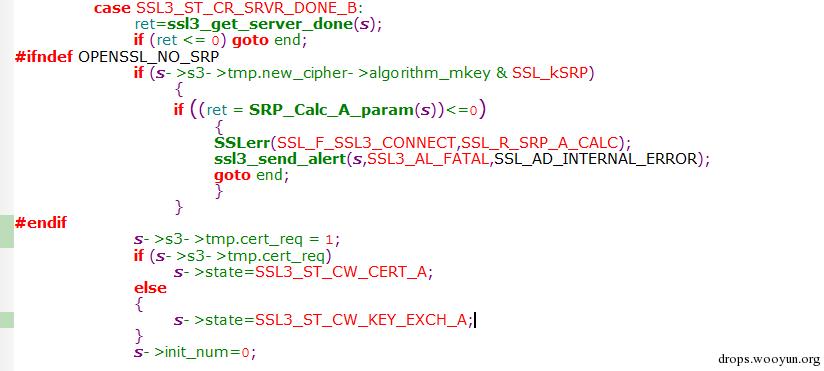 case SSL3_ST_CR_SRVR_DONE_B:
ret=ssl3_get_server_done(s);
if (ret <= 0) goto end;
#ifndef OPENSSL_NO_SRP
if (s->s3->tmp.new_cipher->algorithm_mkey & SSL_kSRP)
{
if ((ret = SRP_Calc_A_param(s))<=0)
{
SSLerr(SSL_F_SSL3_CONNECT,SSL_R_SRP_A_CALC);
ssl3_send_alert(s,SSL3_AL_FATAL,SSL_AD_INTERNAL_ERROR);
goto end;
}
}
#endif
s->s3->tmp.cert_req = 1;
if (s->s3->tmp.cert_req)
s->state=SSL3_ST_CW_CERT_A;
else
{
s->state=SSL3_ST_CW_KEY_EXCH_A;
}
s->init_num=0;
drops.wooyun.org